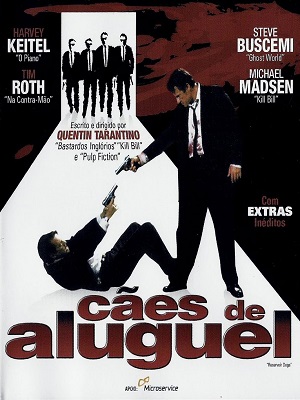 HARVEY
KEITEL
"O Piano"
TIM
ROTH
"Na Contra-Mão"
STEVE
BUSCEMI
"Ghost World"
MICHAEL
MADSEN
"Kill Bill"
Escrito e dirigido por
QUENTIN TARANTINO
"Bastardos Inglórios" "Kill Bill"
e "Pulp Fiction"
Com
EXTRAS
Inéditos
cães de
aluguel
"Reservoir Dogs"
APOIO: Microservice